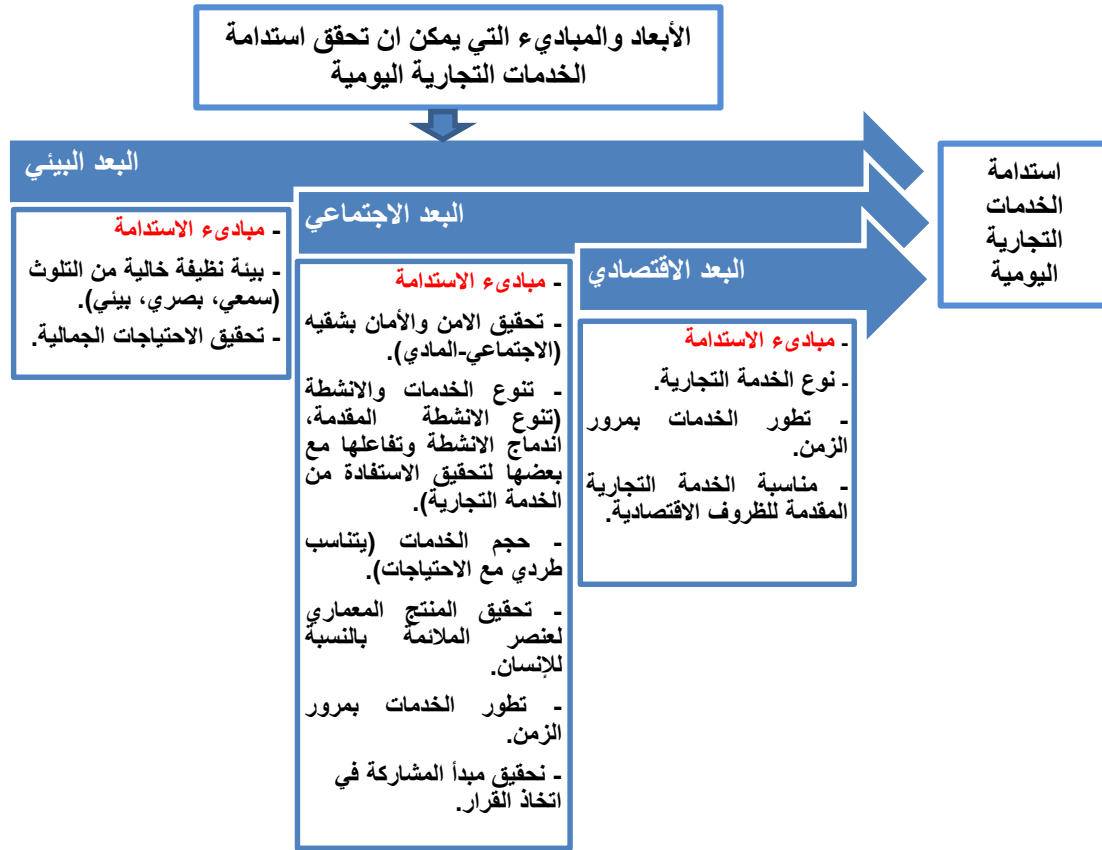 الأبعاد والمباديء التي يمكن ان تحقق استدامة
الخدمات التجارية اليومية
البعد البيئي
- مبادىء الاستدامة
- بيئة نظيفة خالية من التلوث
(سمعي، بصري، بيئي).
- تحقيق الاحتياجات الجمالية.
البعد الاجتماعي
- مبادىء الاستدامة
- تحقيق الامن والأمان بشقيه
(الاجتماعي-المادي).
- تنوع الخدمات والانشطة
(تنوع الانشطة المقدمة،
اندماج الانشطة وتفاعلها مع
بعضها لتحقيق الاستفادة من
الخدمة التجارية).
- حجم الخدمات (يتناسب
طردي مع الاحتياجات).
- تحقيق المنتج المعماري
لعنصر الملائمة بالنسبة
للإنسان.
- تطور الخدمات بمرور
الزمن.
- نحقيق مبدأ المشاركة في
اتخاذ القرار.
البعد الاقتصادي
- مبادىء الاستدامة
- نوع الخدمة التجارية.
- تطور الخدمات بمرور
الزمن.
- مناسبة الخدمة التجارية
المقدمة للظروف الاقتصادية.
استدامة
الخدمات
التجارية
اليومية